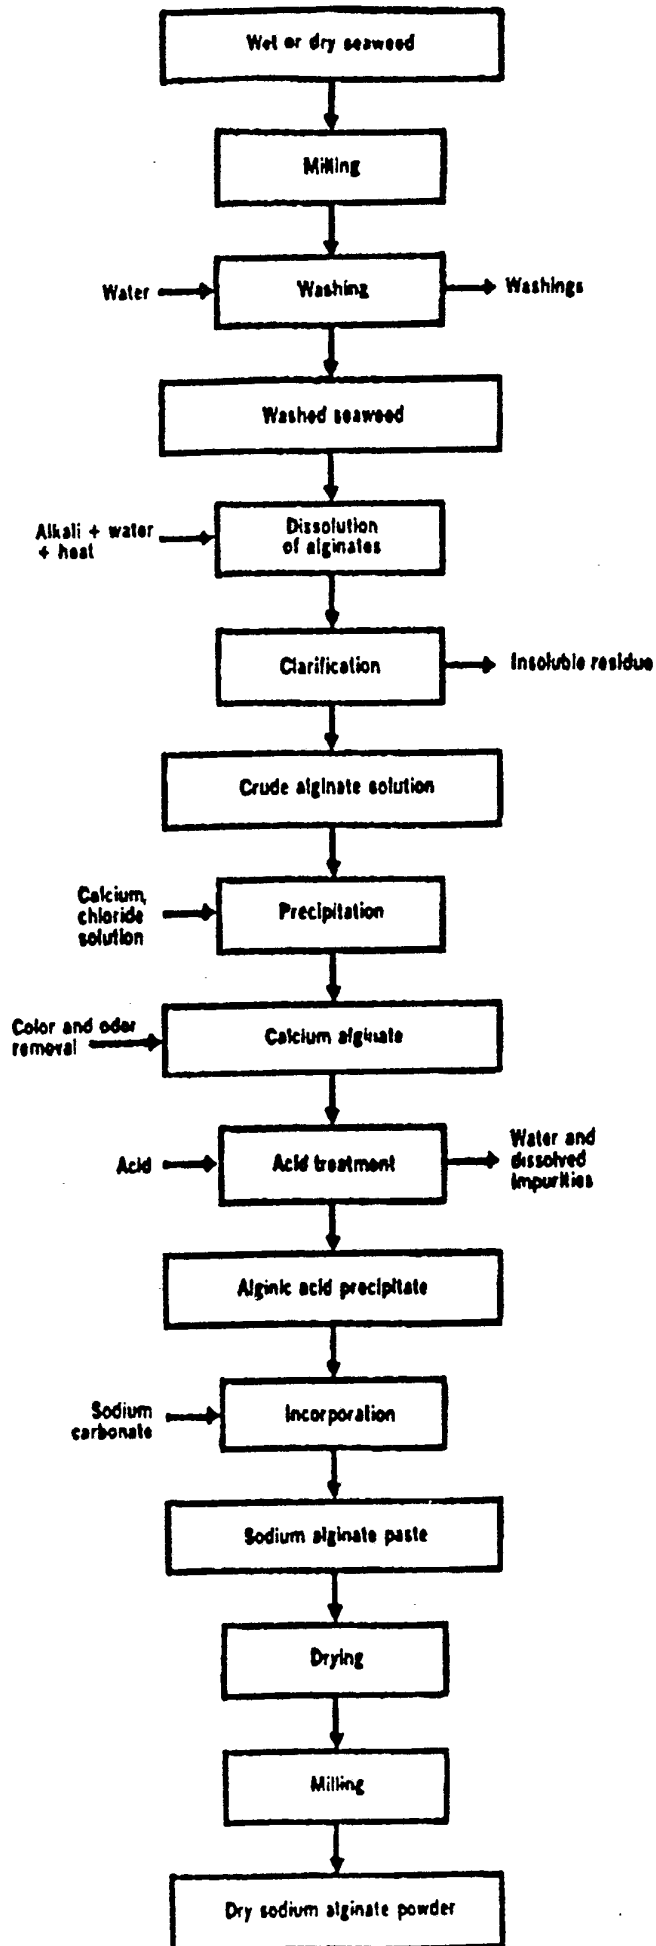 Wet or dry seaweed
Milling
Water
Washing
Washings
Washed seaweed
Alkali + water
+ heat
Dissolution
of alginates
Clarification
Insoluble residue
Crude alginate solution
Calcium,
chloride
solution
Precipitation
Color and odor
removal
Calcium alginate
Acid
Acid treatment
Water and
dissolved
impurities
Alginic acid precipitate
Sodium
carbonate
Incorporation
Sodium alginate paste
Drying
Milling
Dry sodium alginate powder